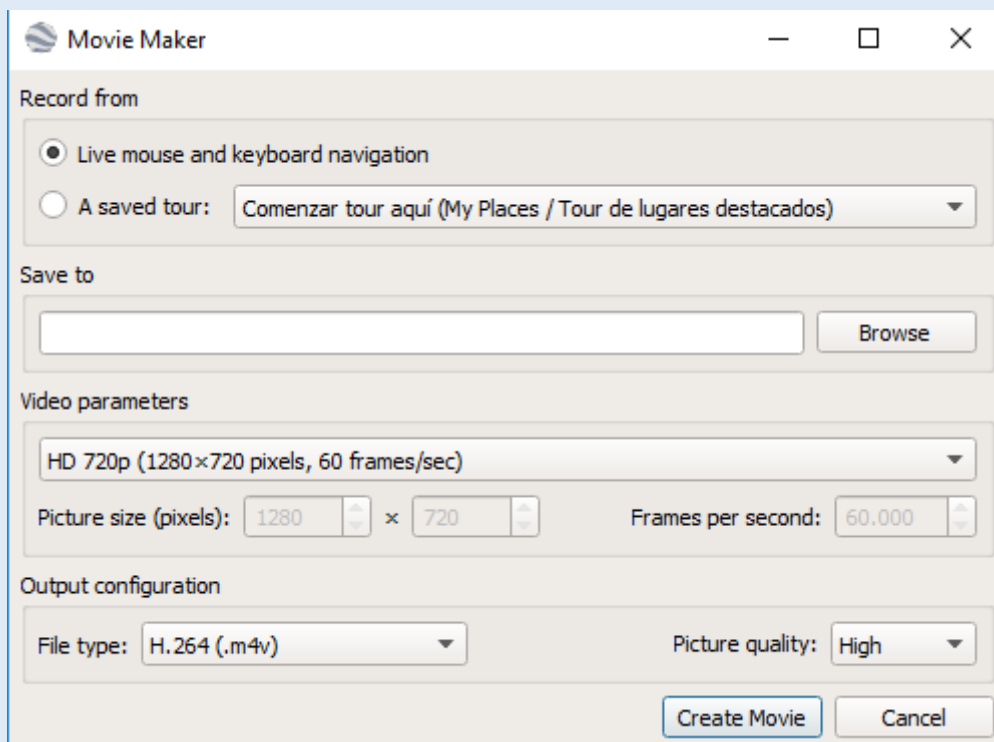 Movie Maker
Record from
Live mouse and keyboard navigation
A saved tour: Comenzar tour aquí (My Places / Tour de lugares destacados)
Save to
Browse
Video parameters
HD 720p (1280×720 pixels, 60 frames/sec)
Picture size (pixels): 1280 × 720 Frames per second: 60.000
Output configuration
File type: H.264 (.m4v) Picture quality: High
Create Movie Cancel